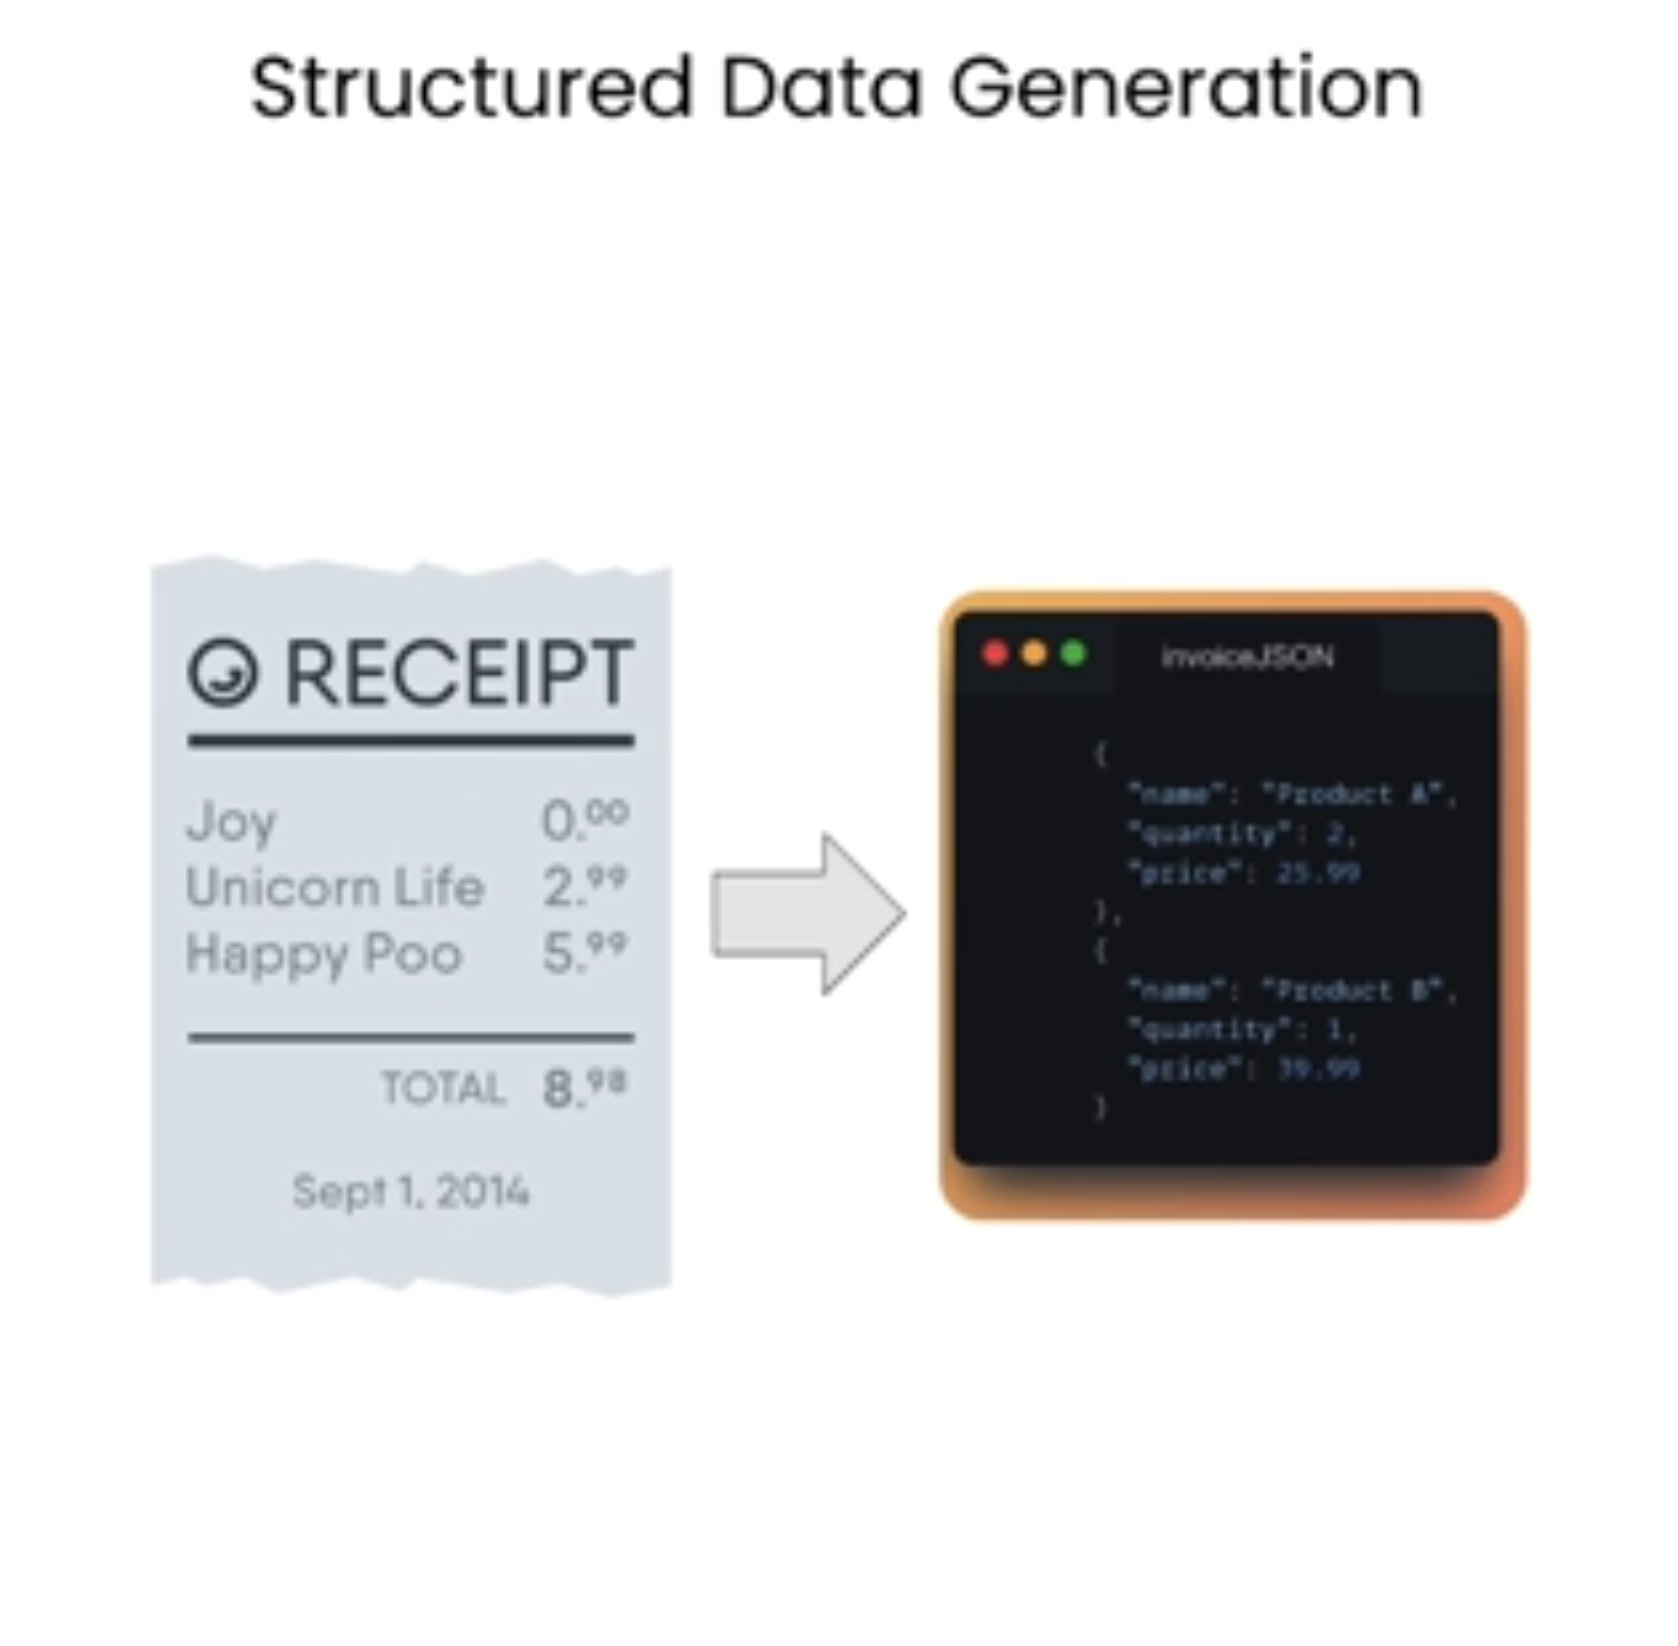 Structured Data Generation
RECEIPT
Joy 0.00
Unicorn Life 2.99
Happy Poo 5.99
TOTAL 8.98
Sept 1, 2014
invoiceJSON
{
"name": "Product A",
"quantity": 2,
"price": 25.99
},
{
"name": "Product B",
"quantity": 1,
"price": 39.99
}